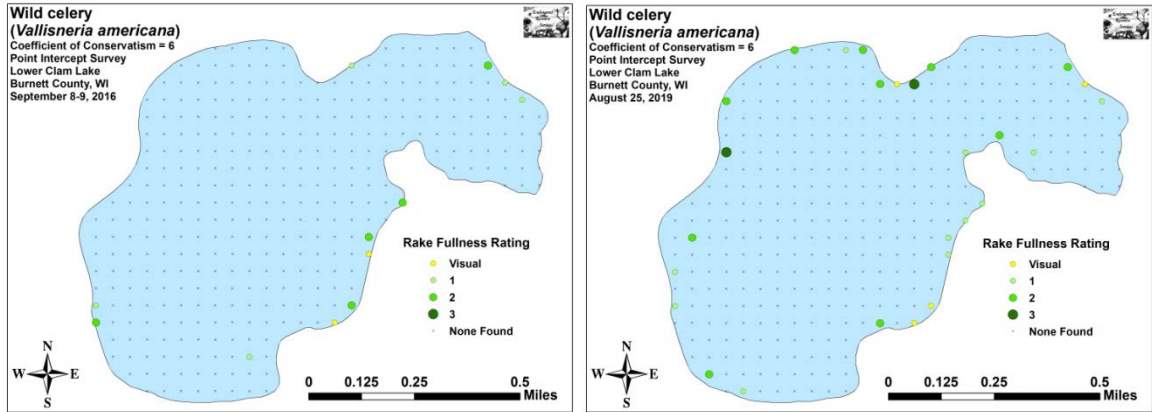 Wild celery
(Vallisneria americana)
Coefficient of Conservatism = 6
Point Intercept Survey
Lower Clam Lake
Burnett County, WI
September 8-9, 2016
Rake Fullness Rating
Visual
1
2
3
None Found
N
W E
S
0 0.125 0.25 0.5
Miles
Wild celery
(Vallisneria americana)
Coefficient of Conservatism = 6
Point Intercept Survey
Lower Clam Lake
Burnett County, WI
August 25, 2019
Rake Fullness Rating
Visual
1
2
3
None Found
N
W E
S
0 0.125 0.25 0.5
Miles